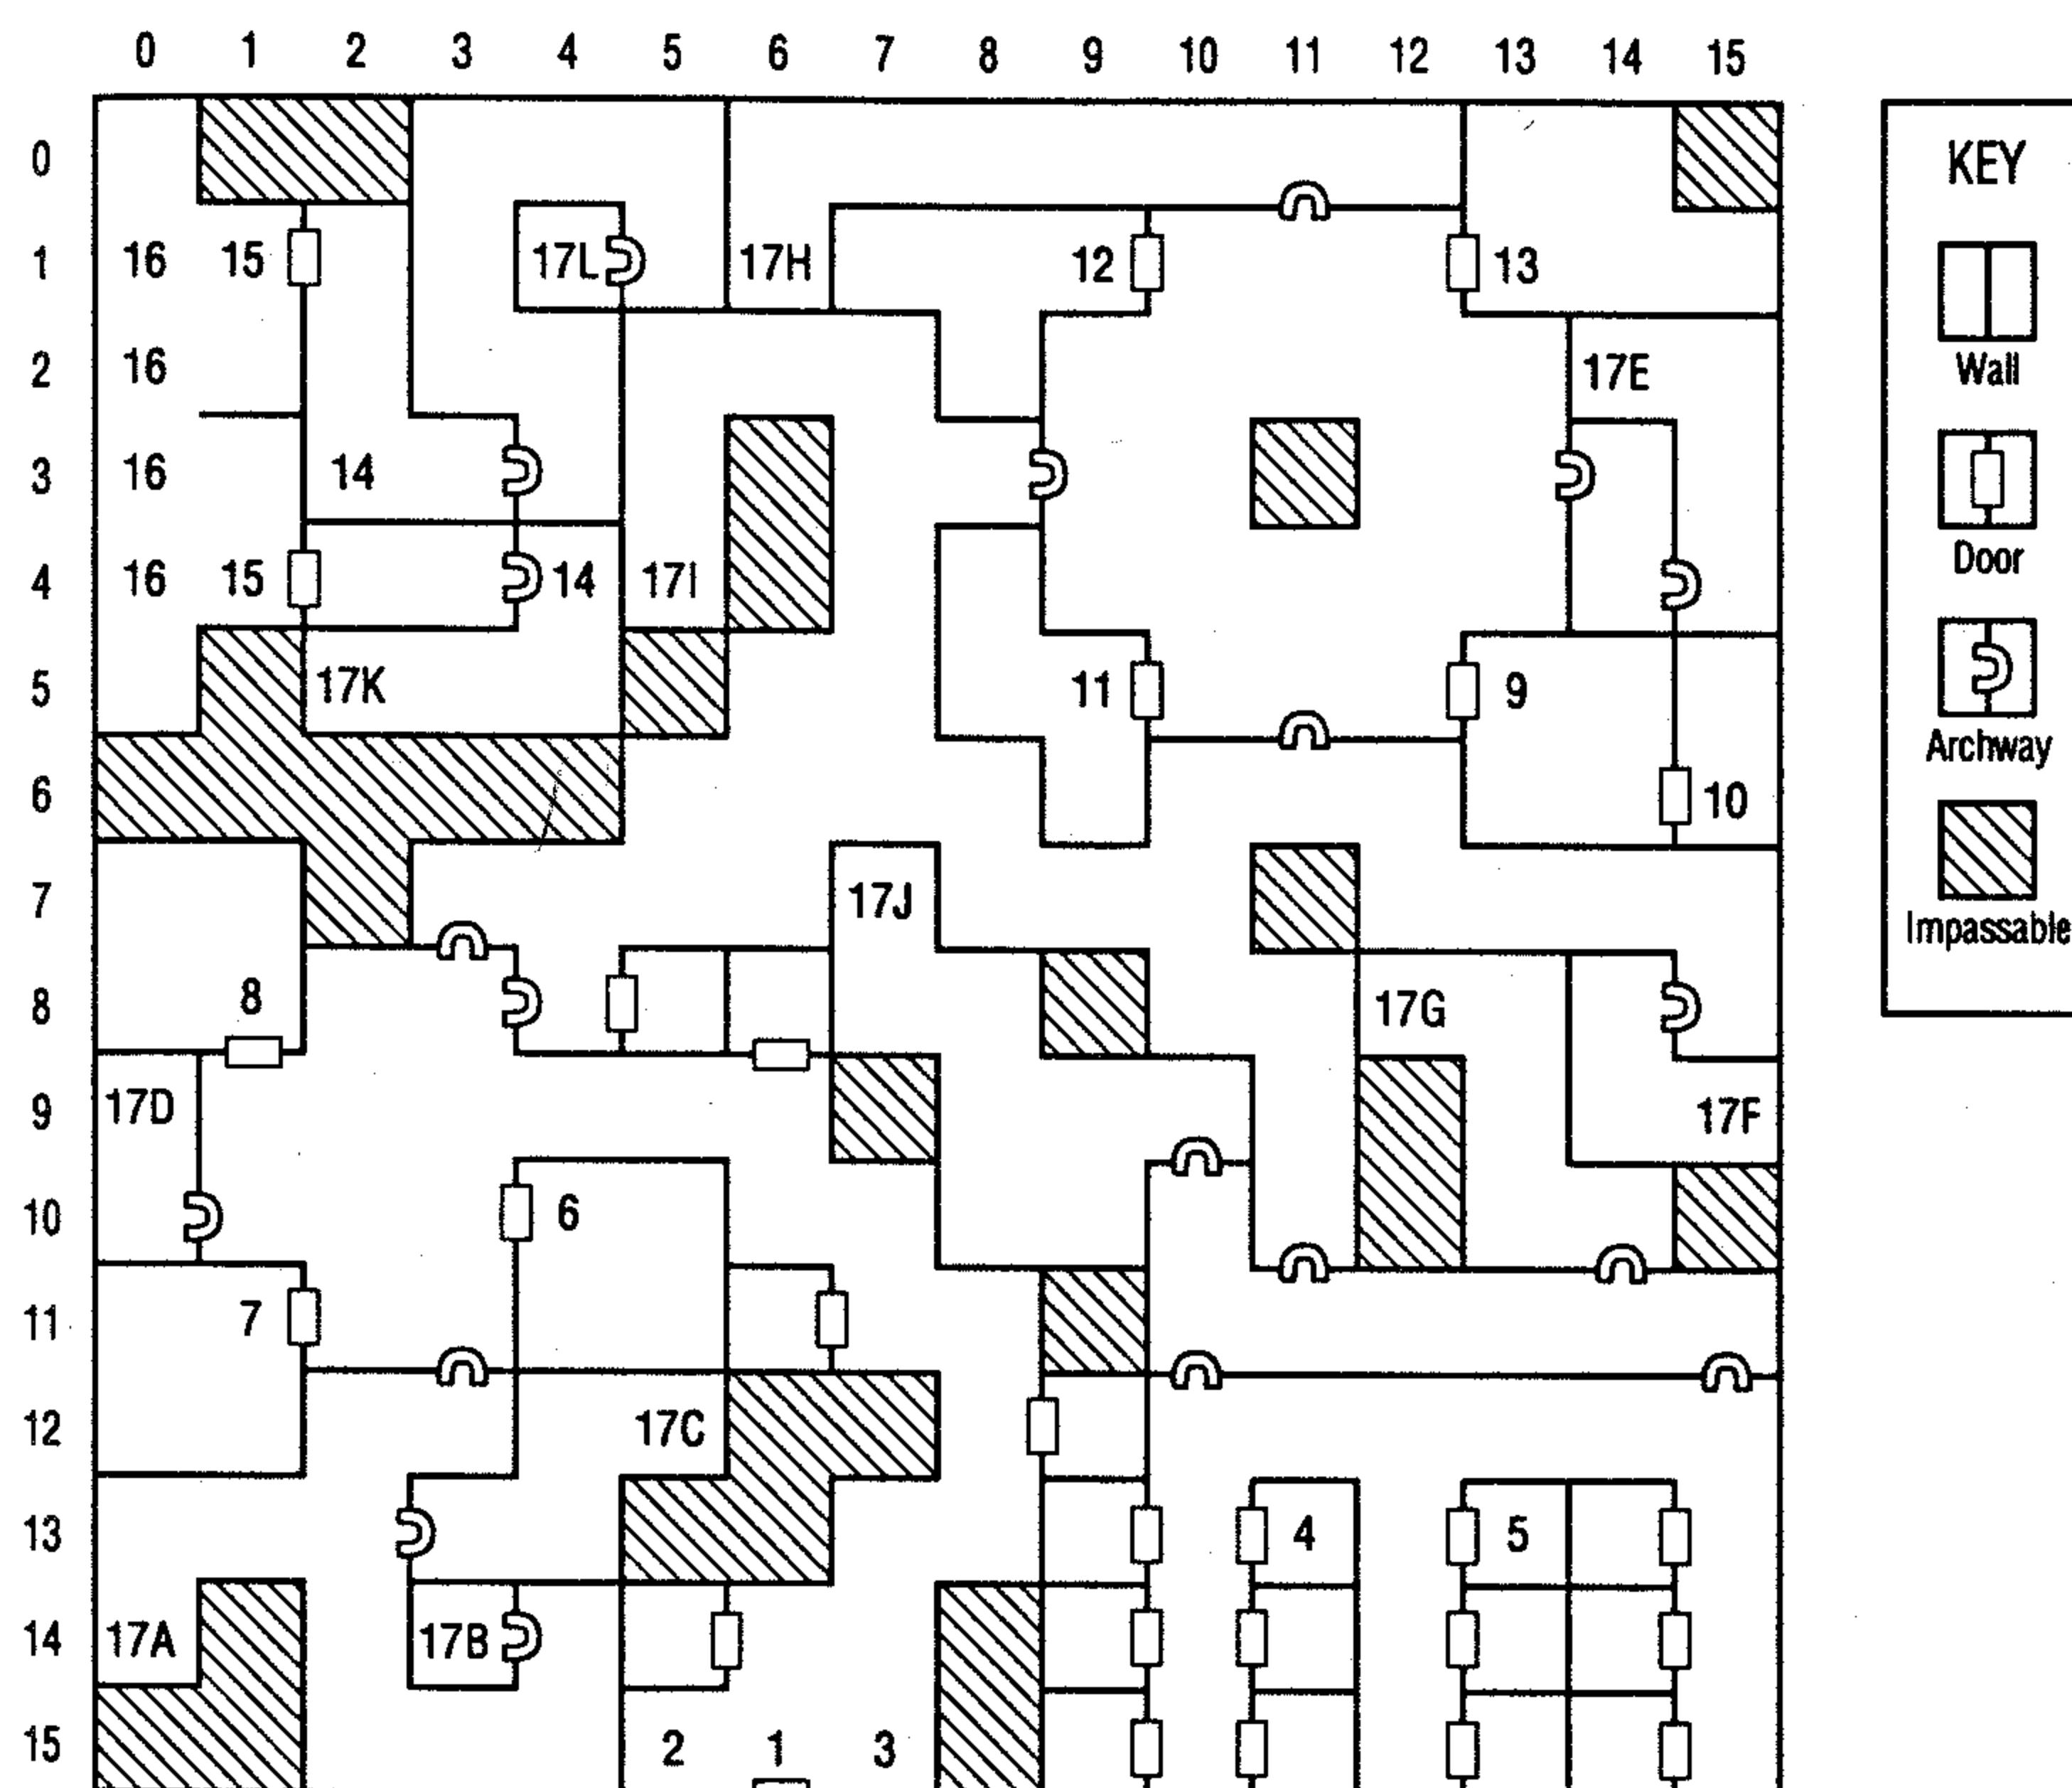 0 1 2 3 4 5 6 7 8 9 10 11 12 13 14 15
0
KEY
1 16 15 17L 17H 12 13
Wall
2 16 17E
3 16 14
Door
4 16 15 14 17I
5 17K 11 9
Archway
6 10
7 17J
Impassable
8 8 17G
9 17D 17F
10 6
11 7
12 17C
13 4 5
14 17A 17B
15 2 1 3